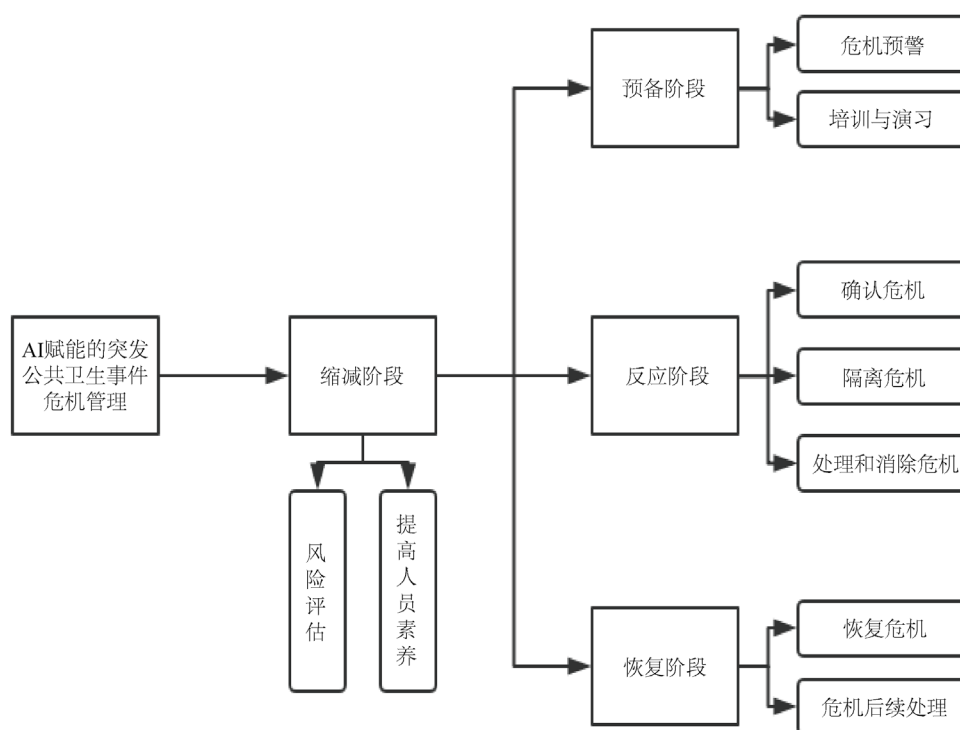 AI赋能的突发
公共卫生事件
危机管理
缩减阶段
风险评估
提高人员素养
预备阶段
危机预警
培训与演习
反应阶段
确认危机
隔离危机
处理和消除危机
恢复阶段
恢复危机
危机后续处理